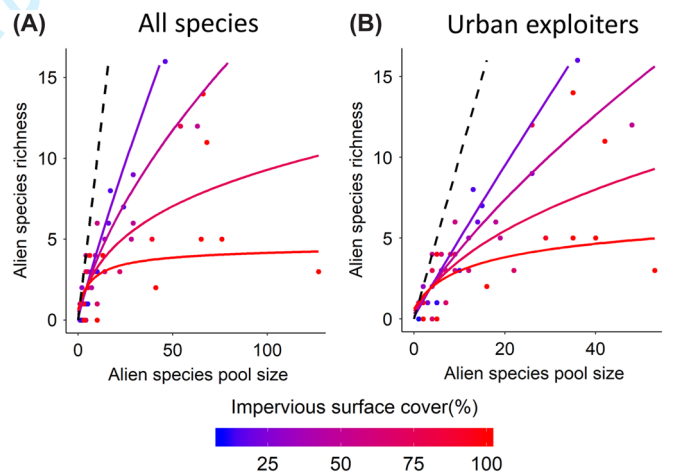 (A) All species (B) Urban exploiters
Alien species richness
15
10
5
0
0 50 100
Alien species pool size
Alien species richness
15
10
5
0
0 20 40
Alien species pool size
Impervious surface cover(%)
25 50 75 100